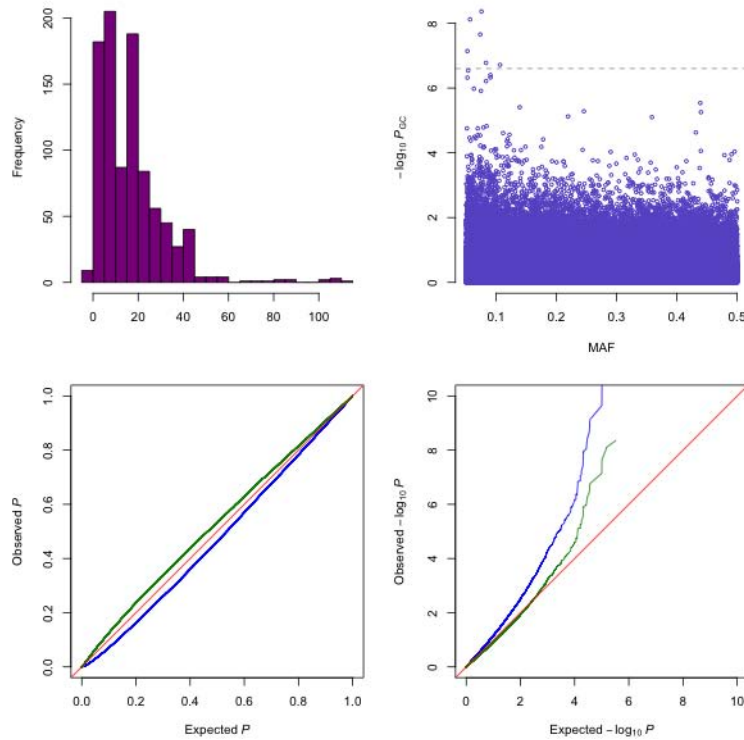 Frequency
0 50 100 150 200
0 20 40 60 80 100
− log₁₀ P_GC
0 2 4 6 8
0.1 0.2 0.3 0.4 0.5
MAF
Observed P
0.0 0.2 0.4 0.6 0.8 1.0
0.0 0.2 0.4 0.6 0.8 1.0
Expected P
Observed − log₁₀ P
0 2 4 6 8 10
0 2 4 6 8 10
Expected − log₁₀ P